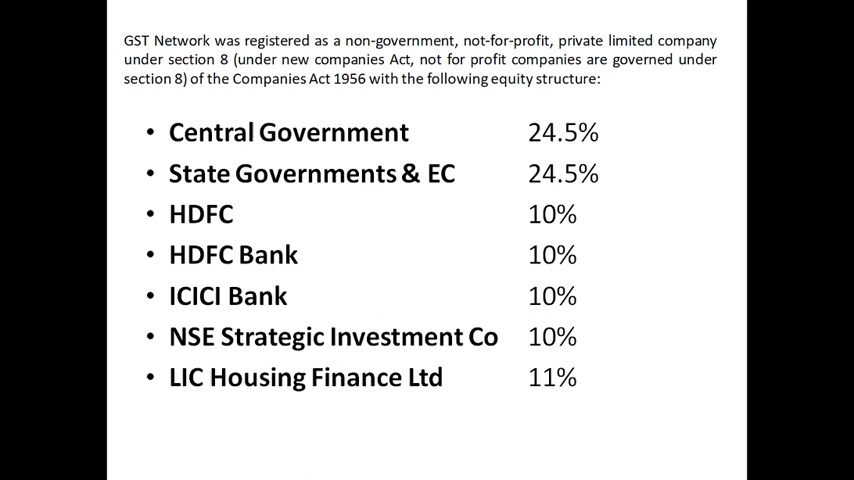 GST Network was registered as a non-government, not-for-profit, private limited company
under section 8 (under new companies Act, not for profit companies are governed under
section 8) of the Companies Act 1956 with the following equity structure:
• Central Government 24.5%
• State Governments & EC 24.5%
• HDFC 10%
• HDFC Bank 10%
• ICICI Bank 10%
• NSE Strategic Investment Co 10%
• LIC Housing Finance Ltd 11%